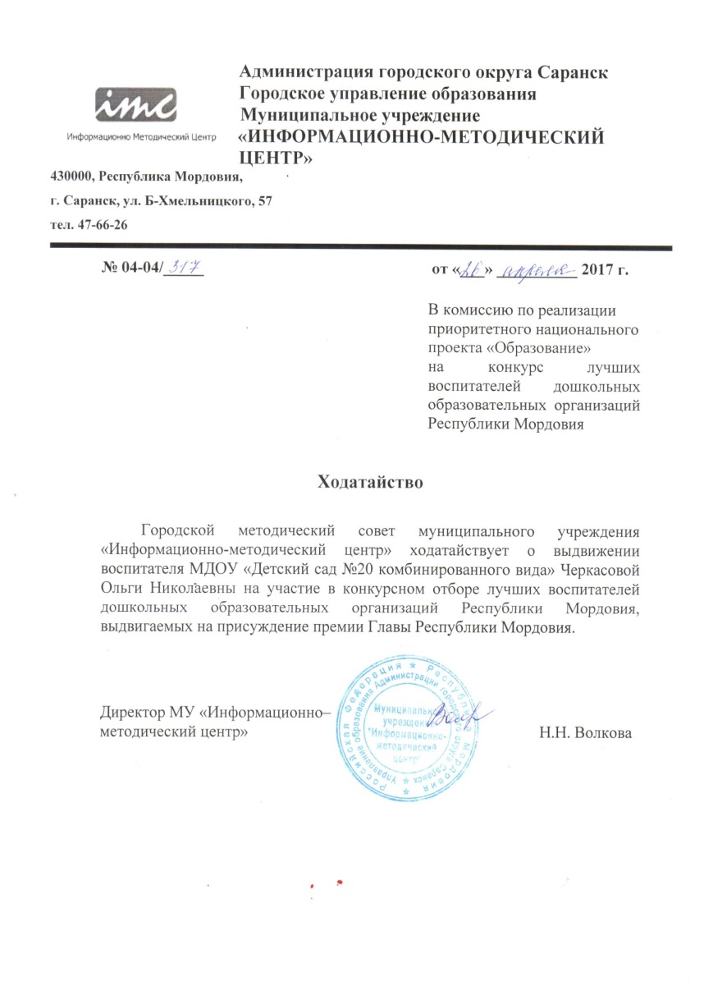 Администрация городского округа Саранск
Городское управление образования
Муниципальное учреждение
«ИНФОРМАЦИОННО-МЕТОДИЧЕСКИЙ
ЦЕНТР»
imc
Информационно Методический Центр
430000, Республика Мордовия,
г. Саранск, ул. Б-Хмельницкого, 57
тел. 47-66-26
№ 04-04/ 317
от «26» апреля 2017 г.
В комиссию по реализации
приоритетного национального
проекта «Образование»
на конкурс лучших
воспитателей дошкольных
образовательных организаций
Республики Мордовия
Ходатайство
Городской методический совет муниципального учреждения
«Информационно-методический центр» ходатайствует о выдвижении
воспитателя МДОУ «Детский сад №20 комбинированного вида» Черкасовой
Ольги Николаевны на участие в конкурсном отборе лучших воспитателей
дошкольных образовательных организаций Республики Мордовия,
выдвигаемых на присуждение премии Главы Республики Мордовия.
Директор МУ «Информационно–
методический центр»
Н.Н. Волкова
Российская Федерация * Республика Мордовия *
Управление образования Администрации городского округа Саранск *
Муниципальное
учреждение
"Информационно-
методический
центр"